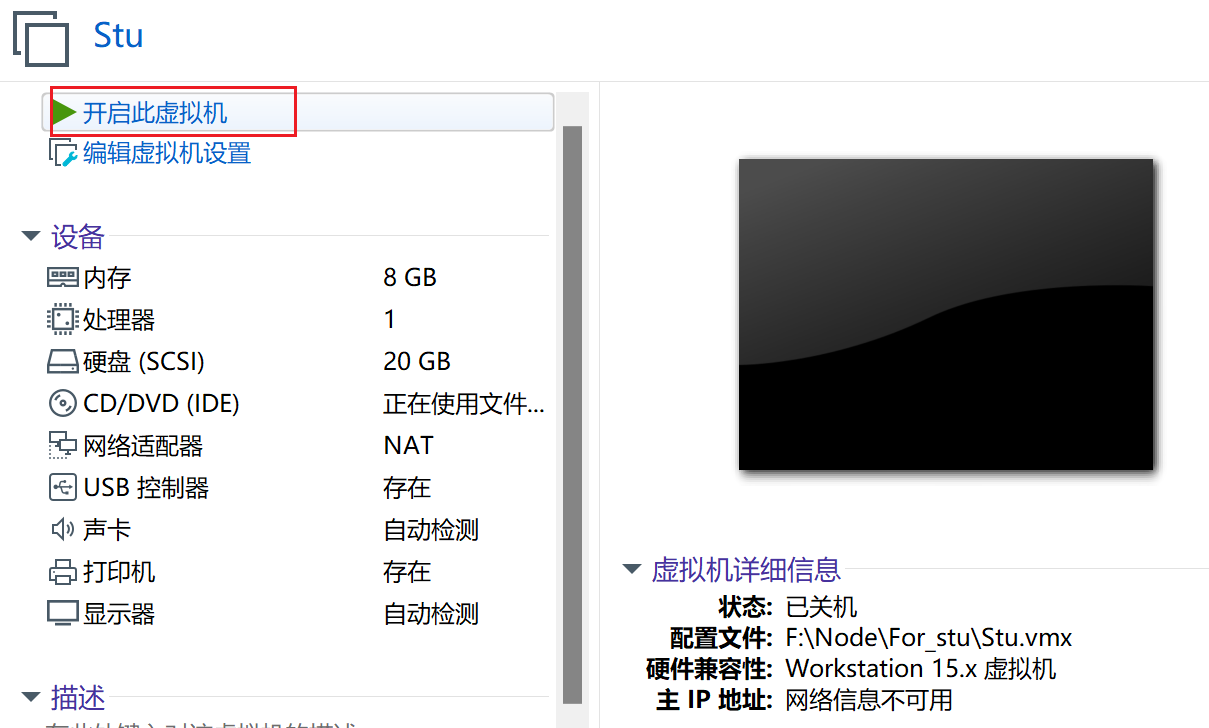 Stu
开启此虚拟机
编辑虚拟机设置
设备
内存 8 GB
处理器 1
硬盘 (SCSI) 20 GB
CD/DVD (IDE) 正在使用文件...
网络适配器 NAT
USB 控制器 存在
声卡 自动检测
打印机 存在
显示器 自动检测
描述
虚拟机详细信息
状态: 已关机
配置文件: F:\Node\For_stu\Stu.vmx
硬件兼容性: Workstation 15.x 虚拟机
主 IP 地址: 网络信息不可用